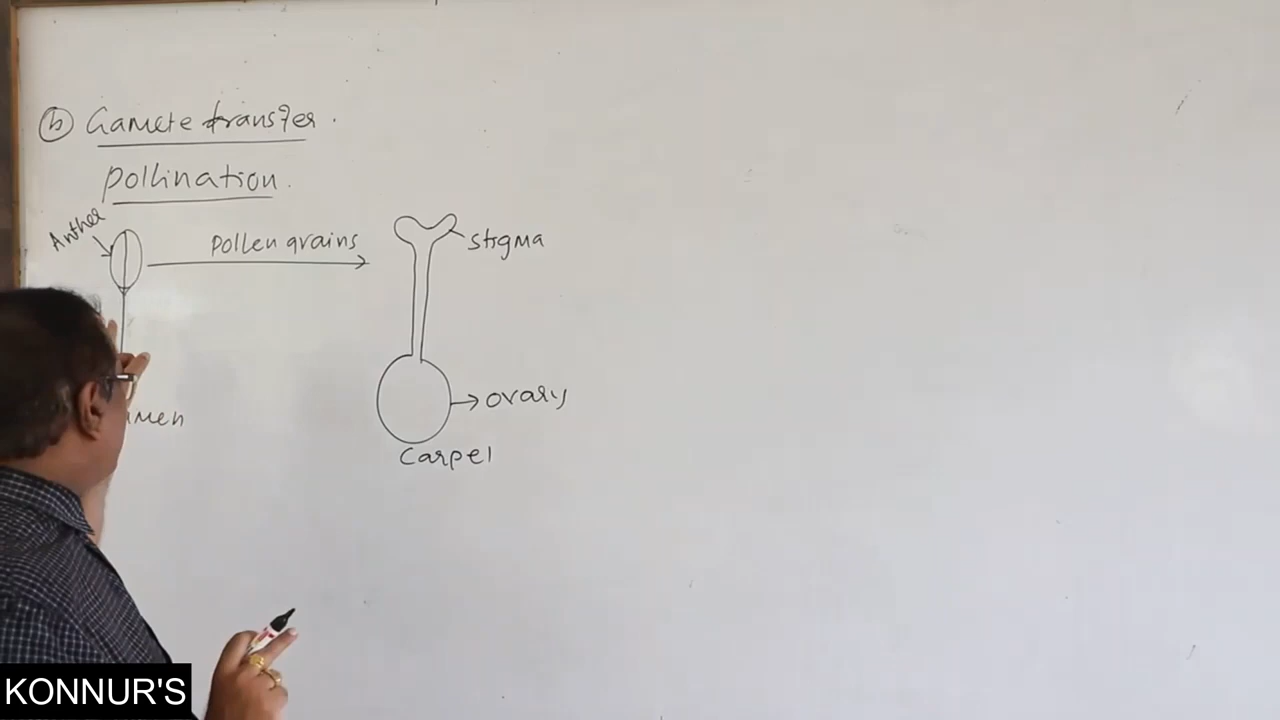 b Gamete transfer.
Pollination.
Anther
Pollen grains
Stigma
Ovary
Carpel
KONNUR'S